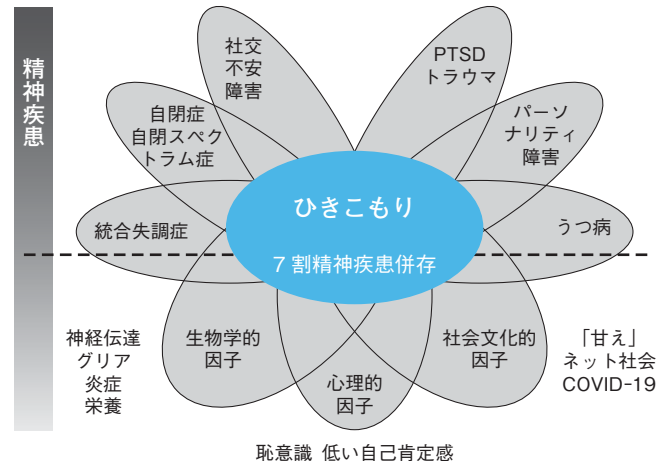 精神疾患
社交
不安
障害
PTSD
トラウマ
自閉症
自閉スペク
トラム症
パーソ
ナリティ
障害
ひきこもり
統合失調症
うつ病
7割精神疾患併存
神経伝達
グリア
炎症
栄養
生物学的
因子
心理的
因子
社会文化的
因子
「甘え」
ネット社会
COVID-19
恥意識 低い自己肯定感